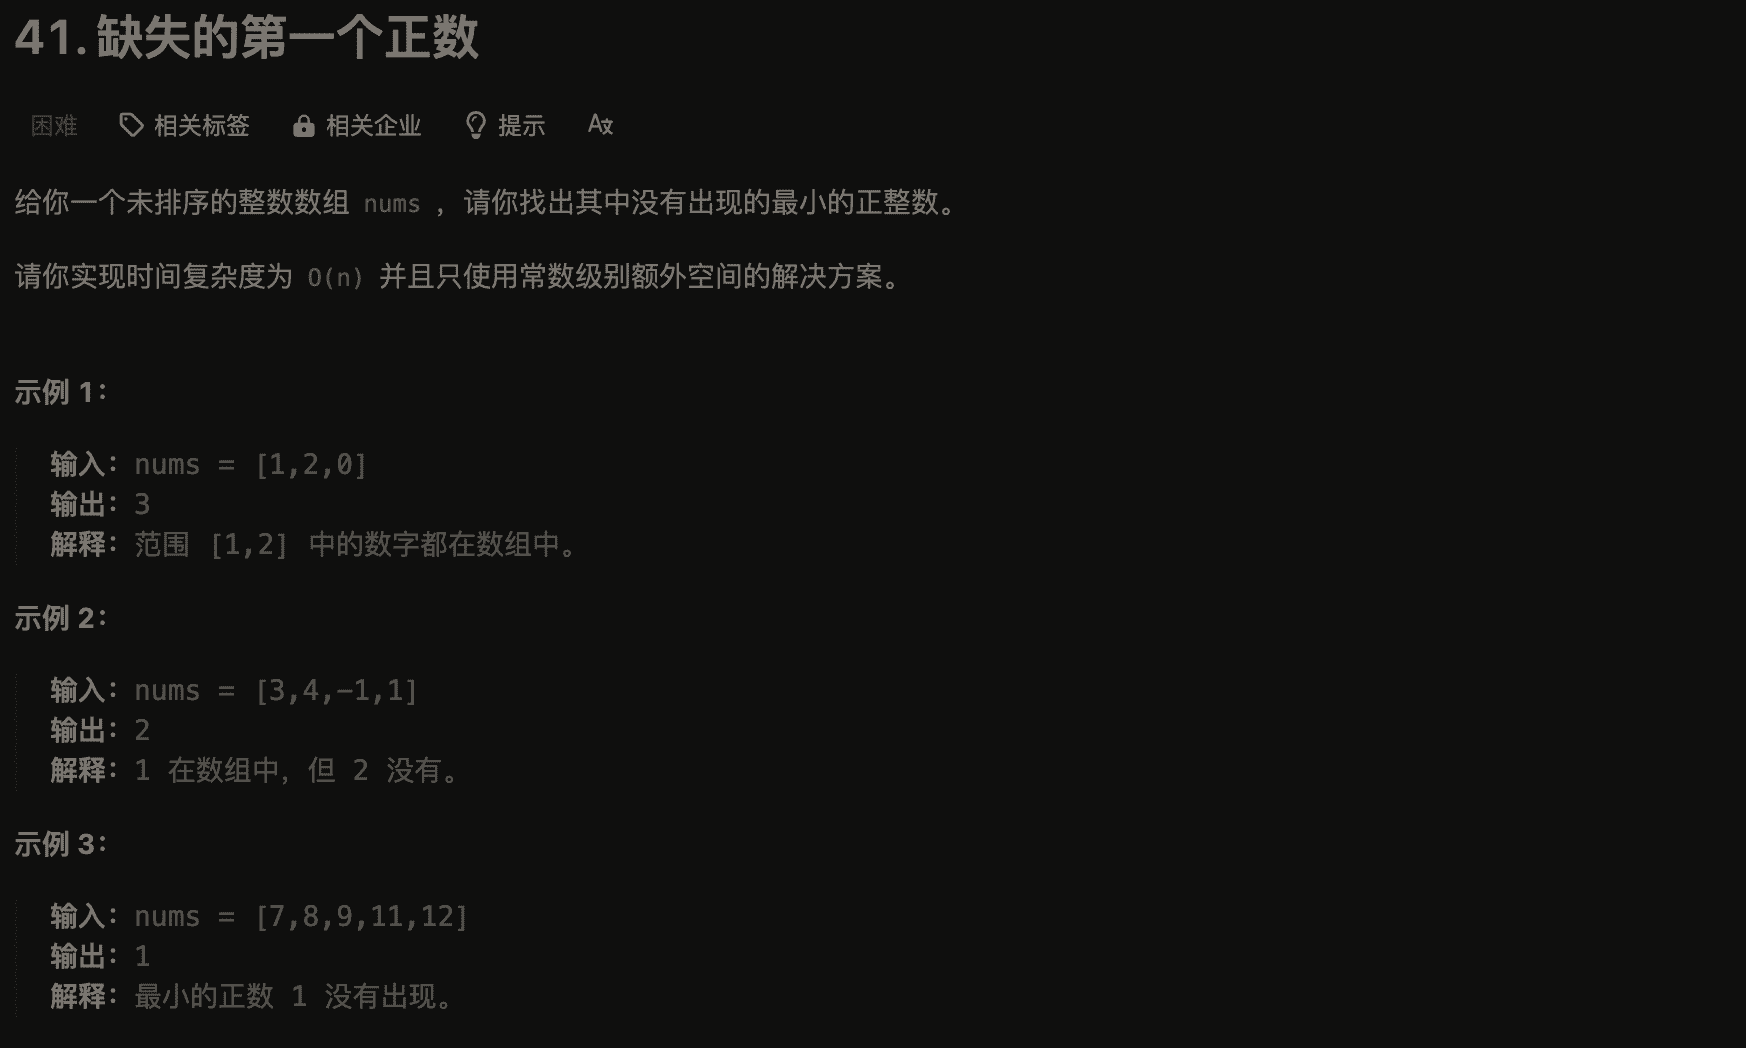 41. 缺失的第一个正数
困难 相关标签 相关企业 提示
给你一个未排序的整数数组 nums ，请你找出其中没有出现的最小的正整数。
请你实现时间复杂度为 O(n) 并且只使用常数级别额外空间的解决方案。
示例 1：
输入：nums = [1,2,0]
输出：3
解释：范围 [1,2] 中的数字都在数组中。
示例 2：
输入：nums = [3,4,-1,1]
输出：2
解释：1 在数组中，但 2 没有。
示例 3：
输入：nums = [7,8,9,11,12]
输出：1
解释：最小的正数 1 没有出现。